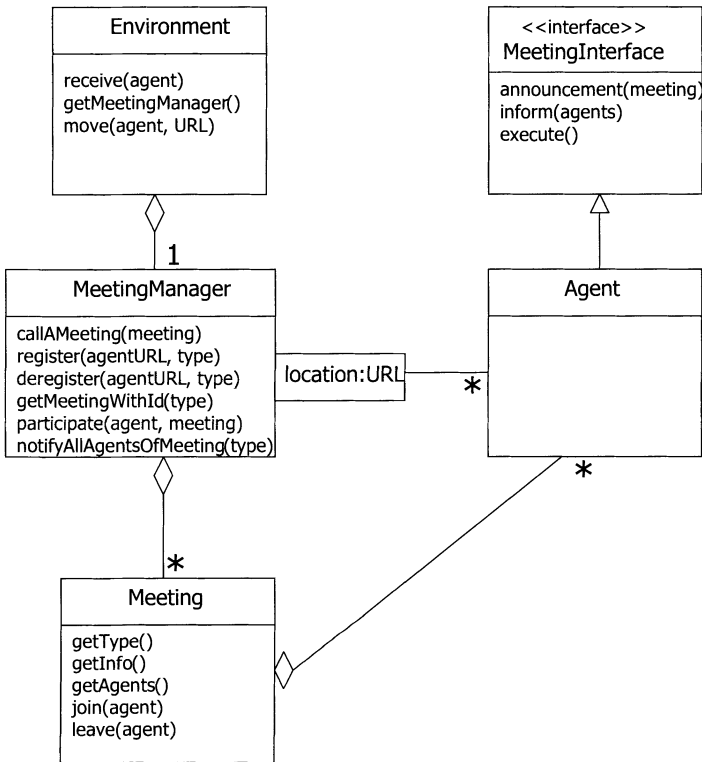 Environment
receive(agent)
getMeetingManager()
move(agent, URL)
<<interface>>
MeetingInterface
announcement(meeting)
inform(agents)
execute()
1
MeetingManager
callAMeeting(meeting)
register(agentURL, type)
deregister(agentURL, type)
getMeetingWithId(type)
participate(agent, meeting)
notifyAllAgentsOfMeeting(type)
location:URL
*
Agent
*
*
Meeting
getType()
getInfo()
getAgents()
join(agent)
leave(agent)